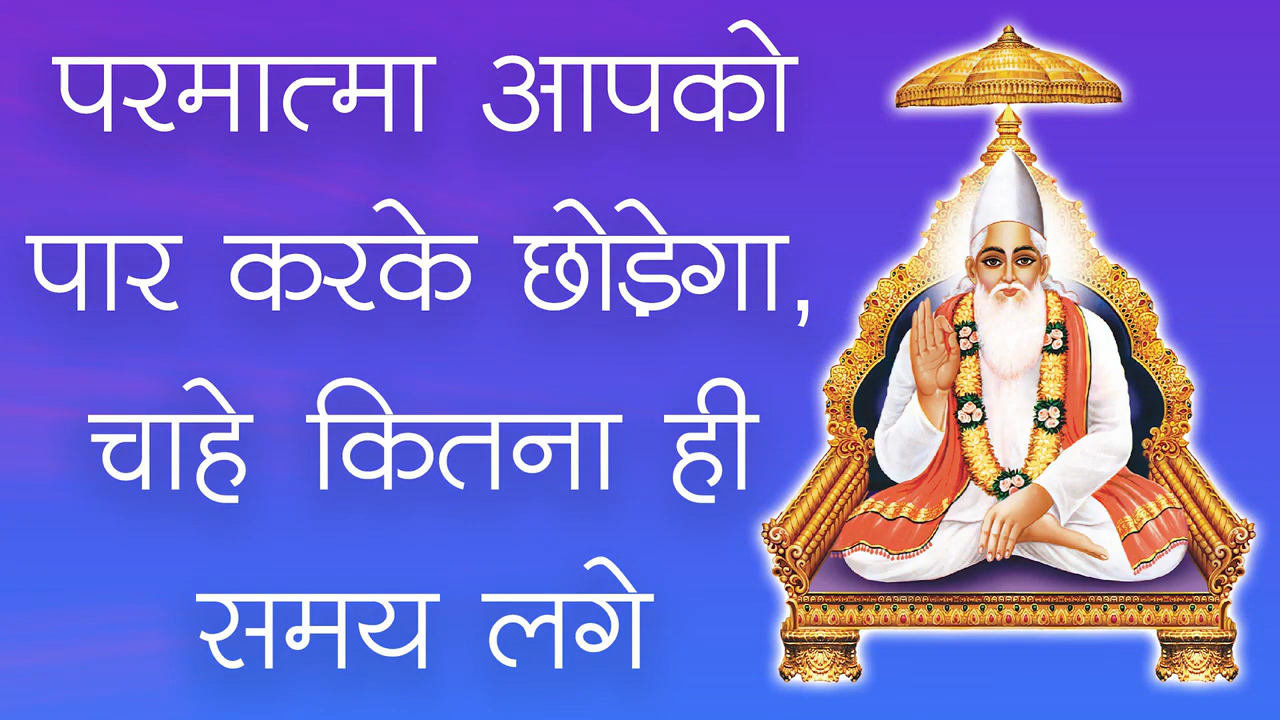 परमात्मा आपको
पार करके छोड़ेगा,
चाहे कितना ही
समय लगे